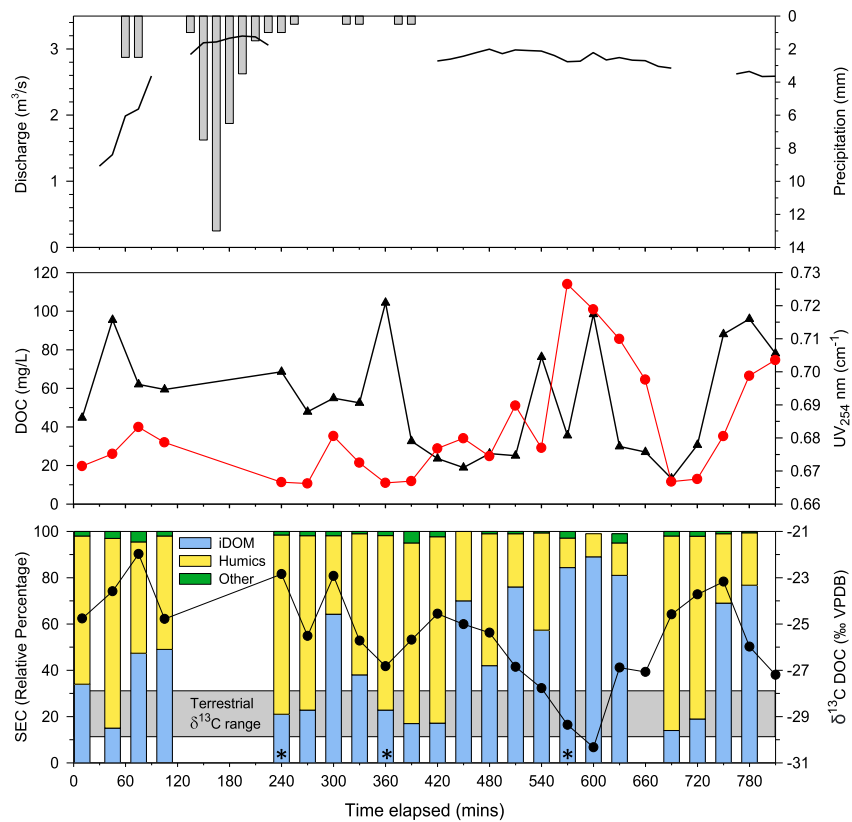 Discharge (m³/s)
3
2
1
0
0
2
4
6
8
10
12
14
Precipitation (mm)
DOC (mg/L)
120
100
80
60
40
20
0
0.73
0.72
0.71
0.70
0.69
0.68
0.67
0.66
UV₂₅₄ nm (cm⁻¹)
SEC (Relative Percentage)
100
80
60
40
20
0
iDOM
Humics
Other
Terrestrial
δ¹³C range
* * *
-21
-23
-25
-27
-29
-31
δ¹³C DOC (‰ VPDB)
0 60 120 180 240 300 360 420 480 540 600 660 720 780
Time elapsed (mins)